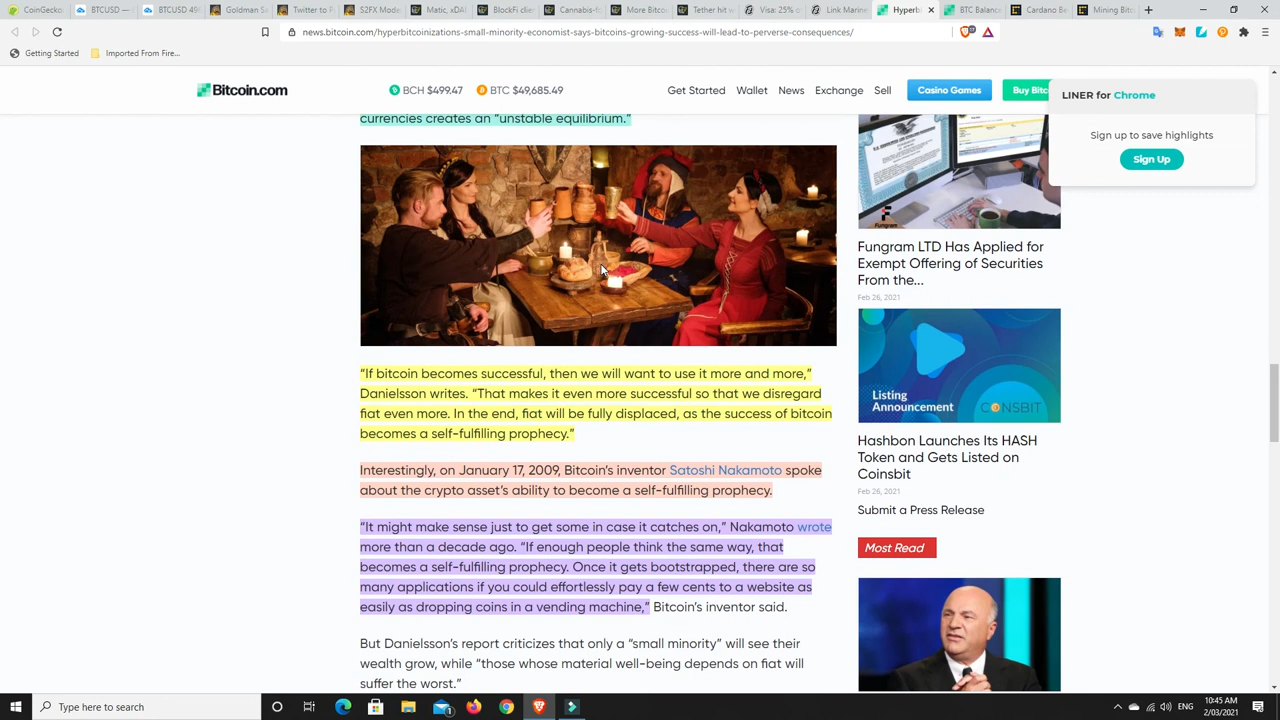 CoinGecko
BTCUSD —
BTCUSD 49
Goldman Sa
Twitter to P
S2FX Mode
Matic, xDAI
BlockFi clie
Cannabis-fo
More Bitco
Tether hit w
Visa: 25% o
Link Marine
Hyperb
BTC Balanc
Cardano Be
Mining Bitc
news.bitcoin.com/hyperbitcoinizations-small-minority-economist-says-bitcoins-growing-success-will-lead-to-perverse-consequences/
Getting Started
Imported From Fire...
Bitcoin.com
BCH $499.47
BTC $49,685.49
Get Started
Wallet
News
Exchange
Sell
Casino Games
Buy Bitc
LINER for Chrome
Sign up to save highlights
Sign Up
currencies creates an “unstable equilibrium.”
“If bitcoin becomes successful, then we will want to use it more and more,”
Danielsson writes. “That makes it even more successful so that we disregard
fiat even more. In the end, fiat will be fully displaced, as the success of bitcoin
becomes a self-fulfilling prophecy.”
Interestingly, on January 17, 2009, Bitcoin’s inventor Satoshi Nakamoto spoke
about the crypto asset’s ability to become a self-fulfilling prophecy.
“It might make sense just to get some in case it catches on,” Nakamoto wrote
more than a decade ago. “If enough people think the same way, that
becomes a self-fulfilling prophecy. Once it gets bootstrapped, there are so
many applications if you could effortlessly pay a few cents to a website as
easily as dropping coins in a vending machine,” Bitcoin’s inventor said.
But Danielsson’s report criticizes that only a “small minority” will see their
wealth grow, while “those whose material well-being depends on fiat will
suffer the worst.”
Fungram
Fungram LTD Has Applied for
Exempt Offering of Securities
From the...
Feb 26, 2021
Listing
Announcement
COINSBIT
Hashbon Launches Its HASH
Token and Gets Listed on
Coinsbit
Feb 26, 2021
Submit a Press Release
Most Read
Type here to search
10:45 AM
2/03/2021